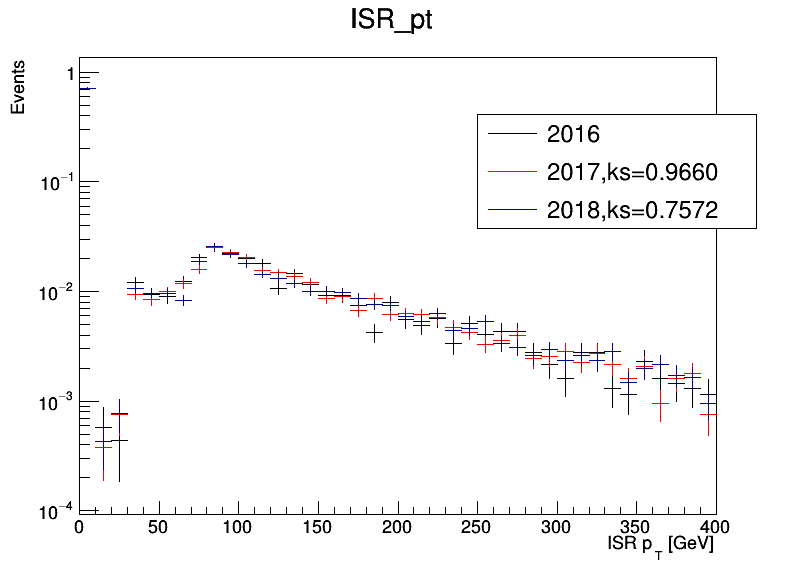 ISR_pt
Events
1
10⁻¹
10⁻²
10⁻³
10⁻⁴
2016
2017,ks=0.9660
2018,ks=0.7572
0 50 100 150 200 250 300 350 400
ISR p_T [GeV]